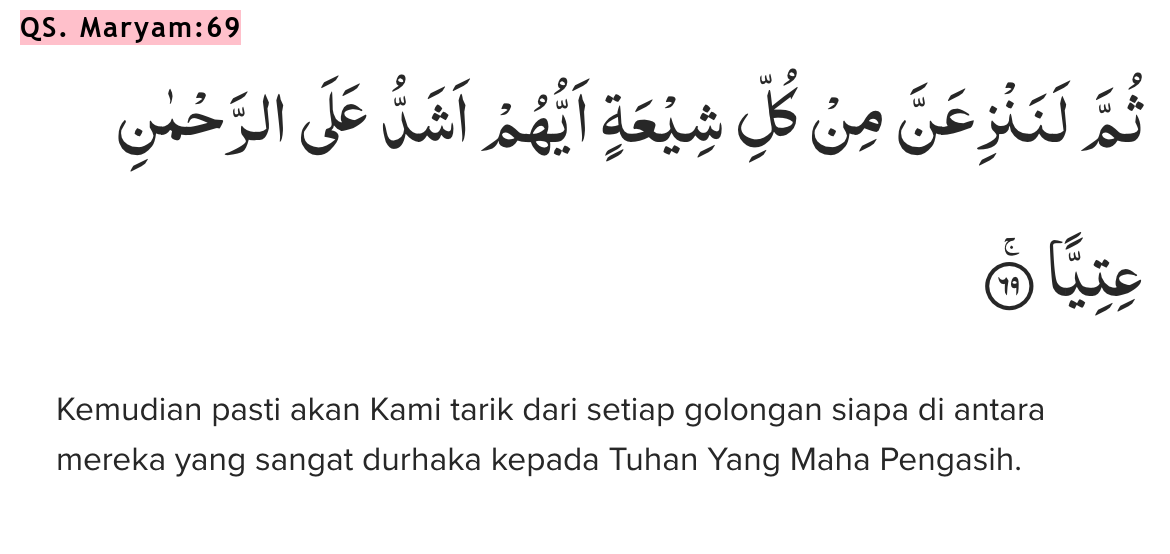 QS. Maryam:69
ثُمَّ لَنَنْزِعَنَّ مِنْ كُلِّ شِيْعَةٍ اَيُّهُمْ اَشَدُّ عَلَى الرَّحْمٰنِ
عِتِيًّا ۚ ٦٩
Kemudian pasti akan Kami tarik dari setiap golongan siapa di antara
mereka yang sangat durhaka kepada Tuhan Yang Maha Pengasih.